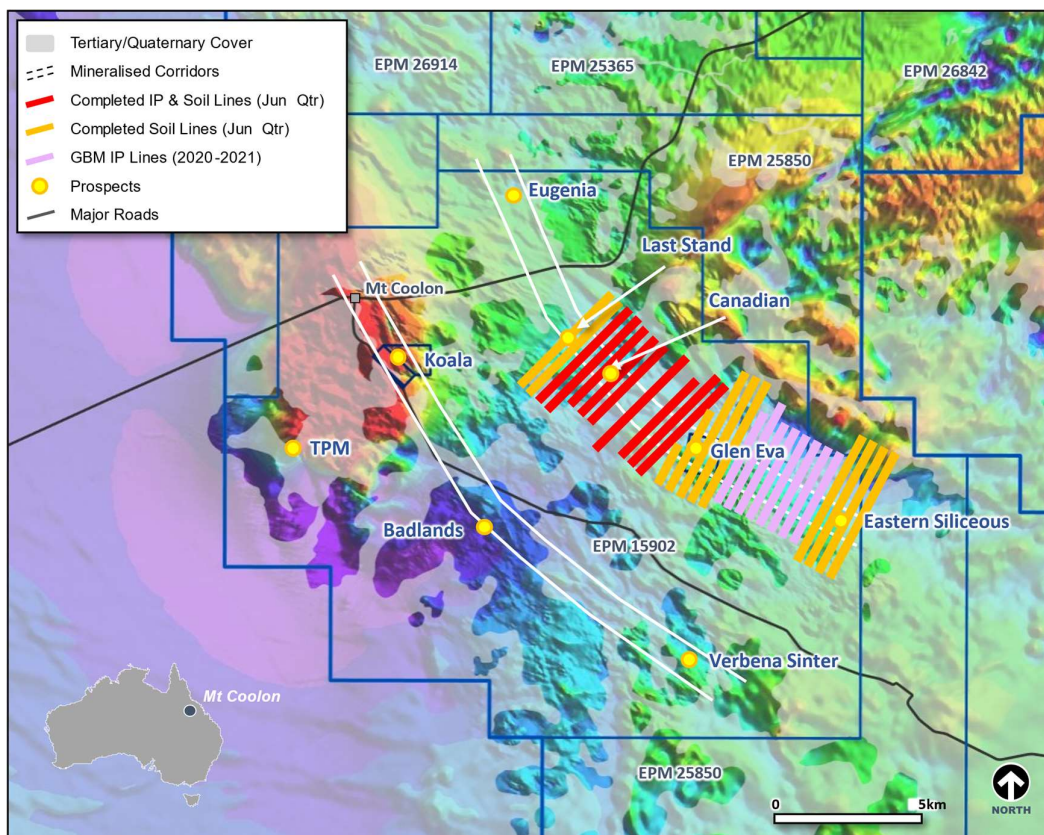 Tertiary/Quaternary Cover
Mineralised Corridors
Completed IP & Soil Lines (Jun Qtr)
Completed Soil Lines (Jun Qtr)
GBM IP Lines (2020-2021)
Prospects
Major Roads
EPM 26914
EPM 25365
EPM 26842
EPM 25850
Eugenia
Last Stand
Mt Coolon
Canadian
Koala
TPM
Glen Eva
Badlands
Eastern Siliceous
EPM 15902
Verbena Sinter
Mt Coolon
EPM 25850
0
5km
NORTH